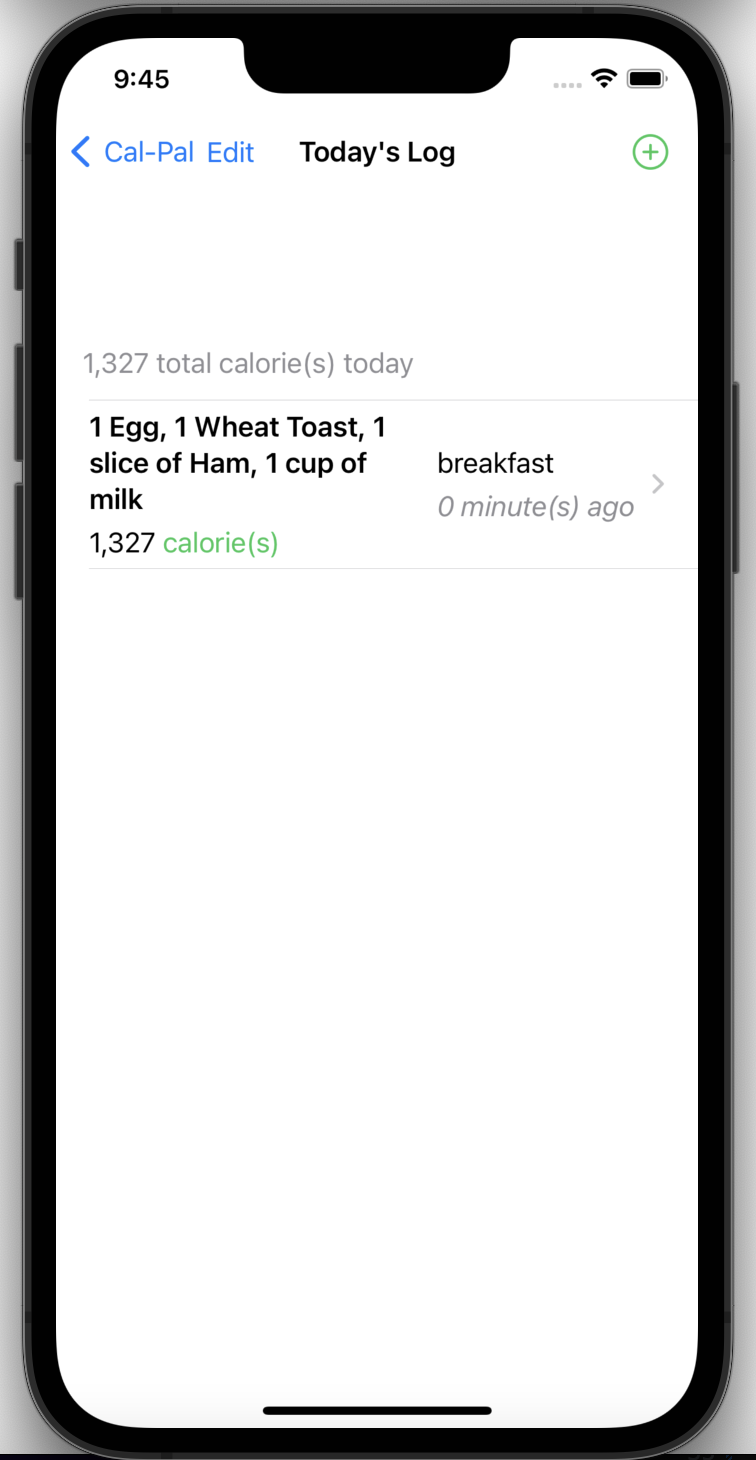 9:45
Cal-Pal Edit Today's Log
1,327 total calorie(s) today
1 Egg, 1 Wheat Toast, 1
slice of Ham, 1 cup of
milk
1,327 calorie(s)
breakfast
0 minute(s) ago